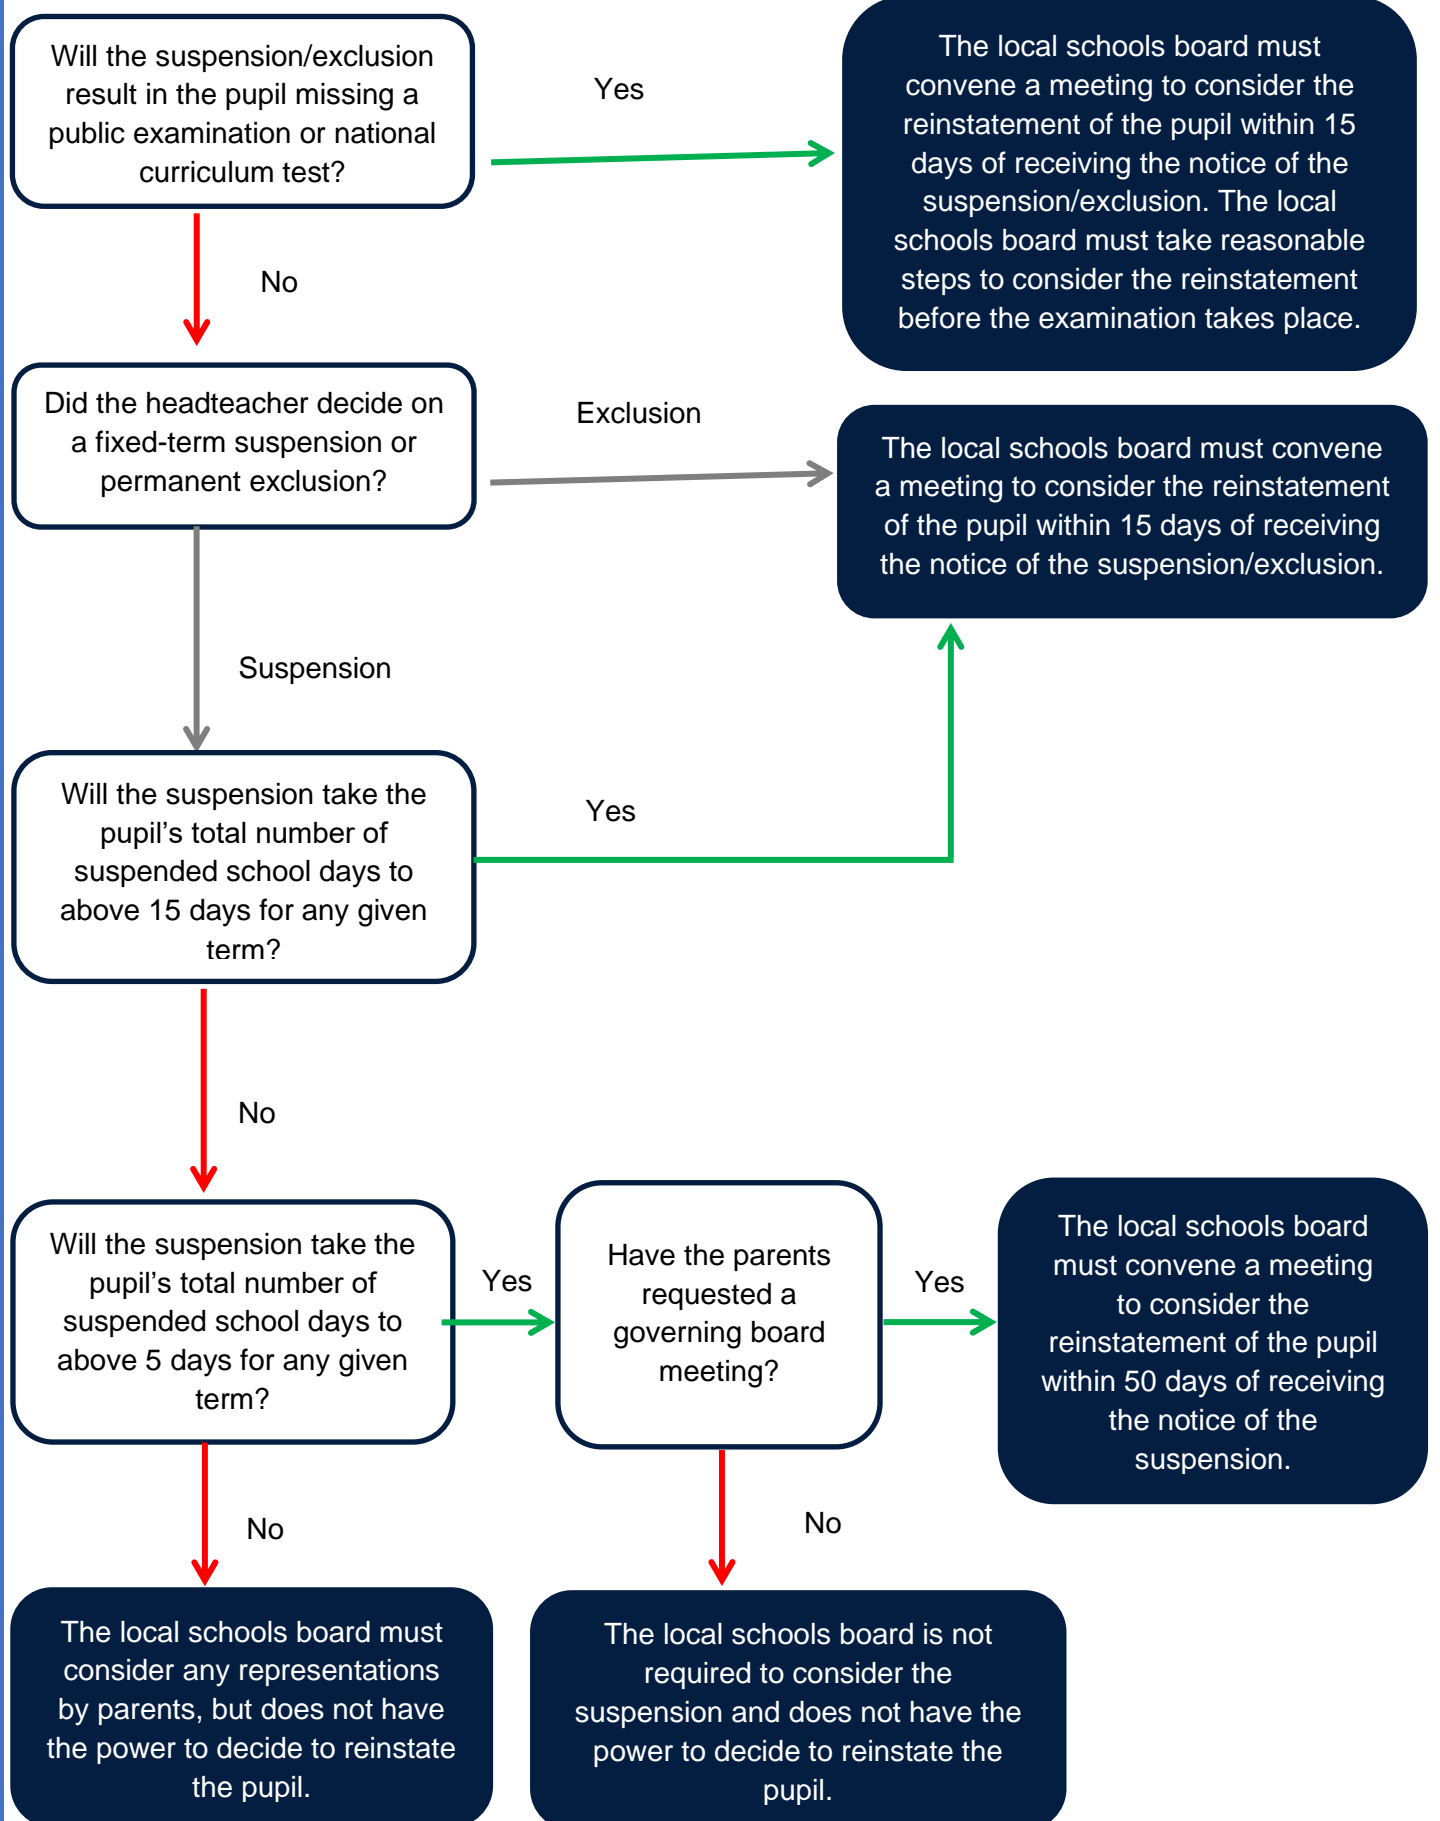 Will the suspension/exclusion
result in the pupil missing a
public examination or national
curriculum test?
Yes
The local schools board must
convene a meeting to consider the
reinstatement of the pupil within 15
days of receiving the notice of the
suspension/exclusion. The local
schools board must take reasonable
steps to consider the reinstatement
before the examination takes place.
No
Did the headteacher decide on
a fixed-term suspension or
permanent exclusion?
Exclusion
The local schools board must convene
a meeting to consider the reinstatement
of the pupil within 15 days of receiving
the notice of the suspension/exclusion.
Suspension
Will the suspension take the
pupil’s total number of
suspended school days to
above 15 days for any given
term?
Yes
No
Will the suspension take the
pupil’s total number of
suspended school days to
above 5 days for any given
term?
Yes
Have the parents
requested a
governing board
meeting?
Yes
The local schools board
must convene a meeting
to consider the
reinstatement of the pupil
within 50 days of receiving
the notice of the
suspension.
No
No
The local schools board must
consider any representations
by parents, but does not have
the power to decide to reinstate
the pupil.
The local schools board is not
required to consider the
suspension and does not have the
power to decide to reinstate the
pupil.